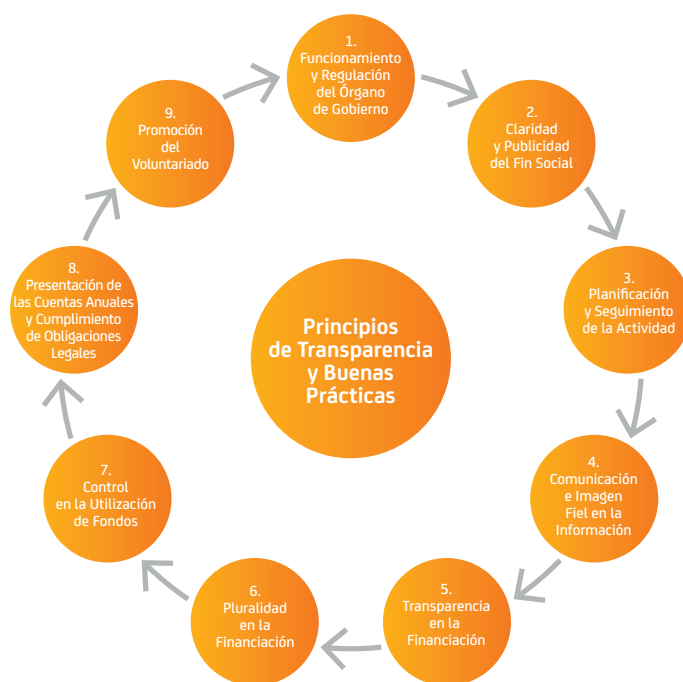 1.
Funcionamiento
y Regulación
del Órgano
de Gobierno
2.
Claridad
y Publicidad
del Fin Social
3.
Planificación
y Seguimiento
de la Actividad
4.
Comunicación
e Imagen
Fiel en la
Información
5.
Transparencia
en la
Financiación
6.
Pluralidad
en la
Financiación
7.
Control
en la Utilización
de Fondos
8.
Presentación de
las Cuentas Anuales
y Cumplimiento
de Obligaciones
Legales
9.
Promoción
del
Voluntariado
Principios
de Transparencia
y Buenas
Prácticas